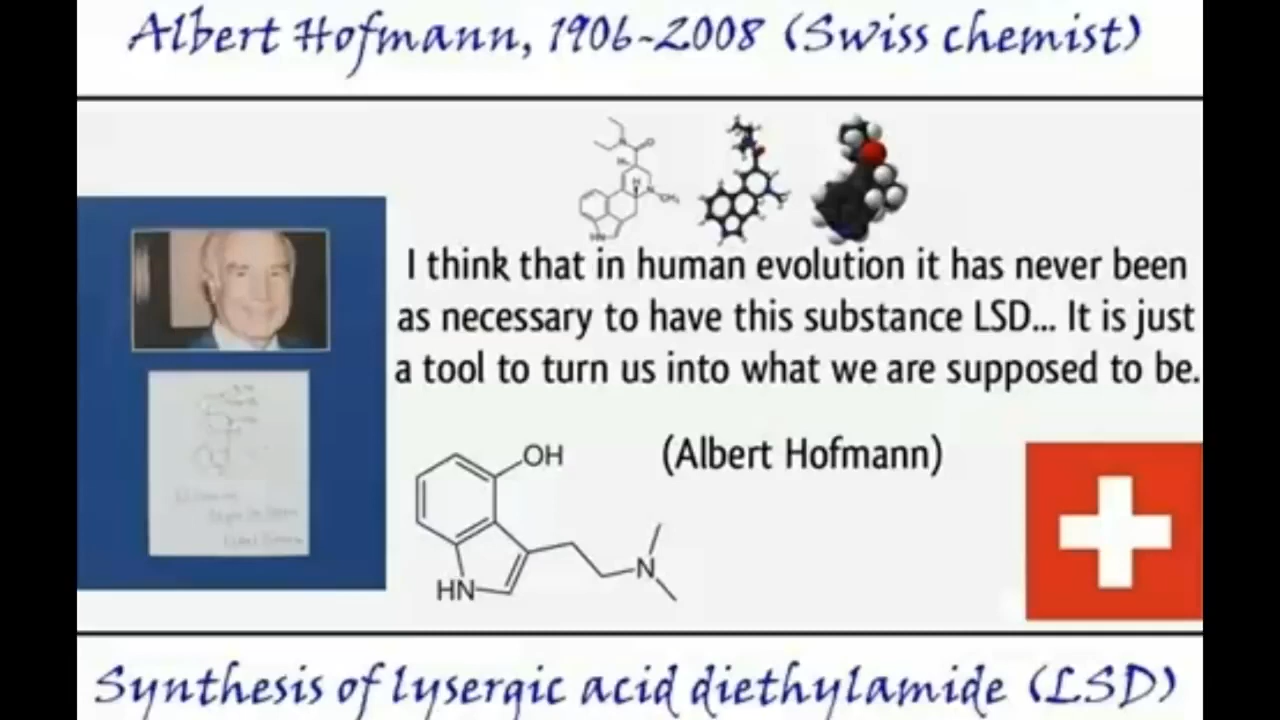 Albert Hofmann, 1906-2008 (Swiss chemist)
I think that in human evolution it has never been
as necessary to have this substance LSD... It is just
a tool to turn us into what we are supposed to be.
(Albert Hofmann)
OH
N
HN
Synthesis of lysergic acid diethylamide (LSD)